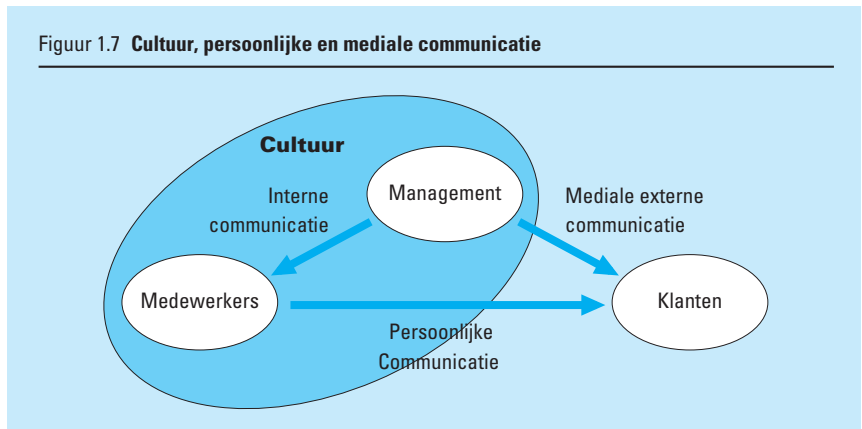 Figuur 1.7 Cultuur, persoonlijke en mediale communicatie
Cultuur
Management
Interne
communicatie
Mediale externe
communicatie
Medewerkers
Klanten
Persoonlijke
Communicatie